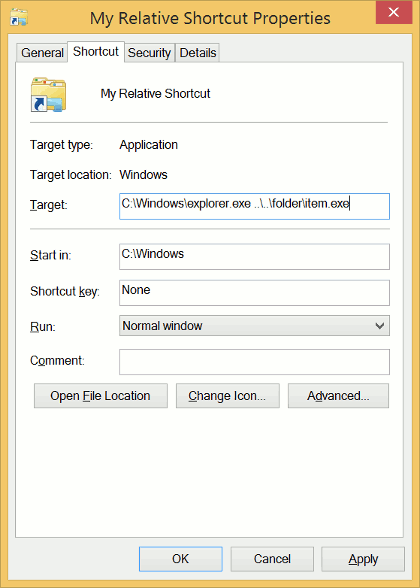 My Relative Shortcut Properties
General Shortcut Security Details
My Relative Shortcut
Target type: Application
Target location: Windows
Target: C:\Windows\explorer.exe ..\..\folder\item.exe
Start in: C:\Windows
Shortcut key: None
Run: Normal window
Comment:
Open File Location Change Icon... Advanced...
OK Cancel Apply